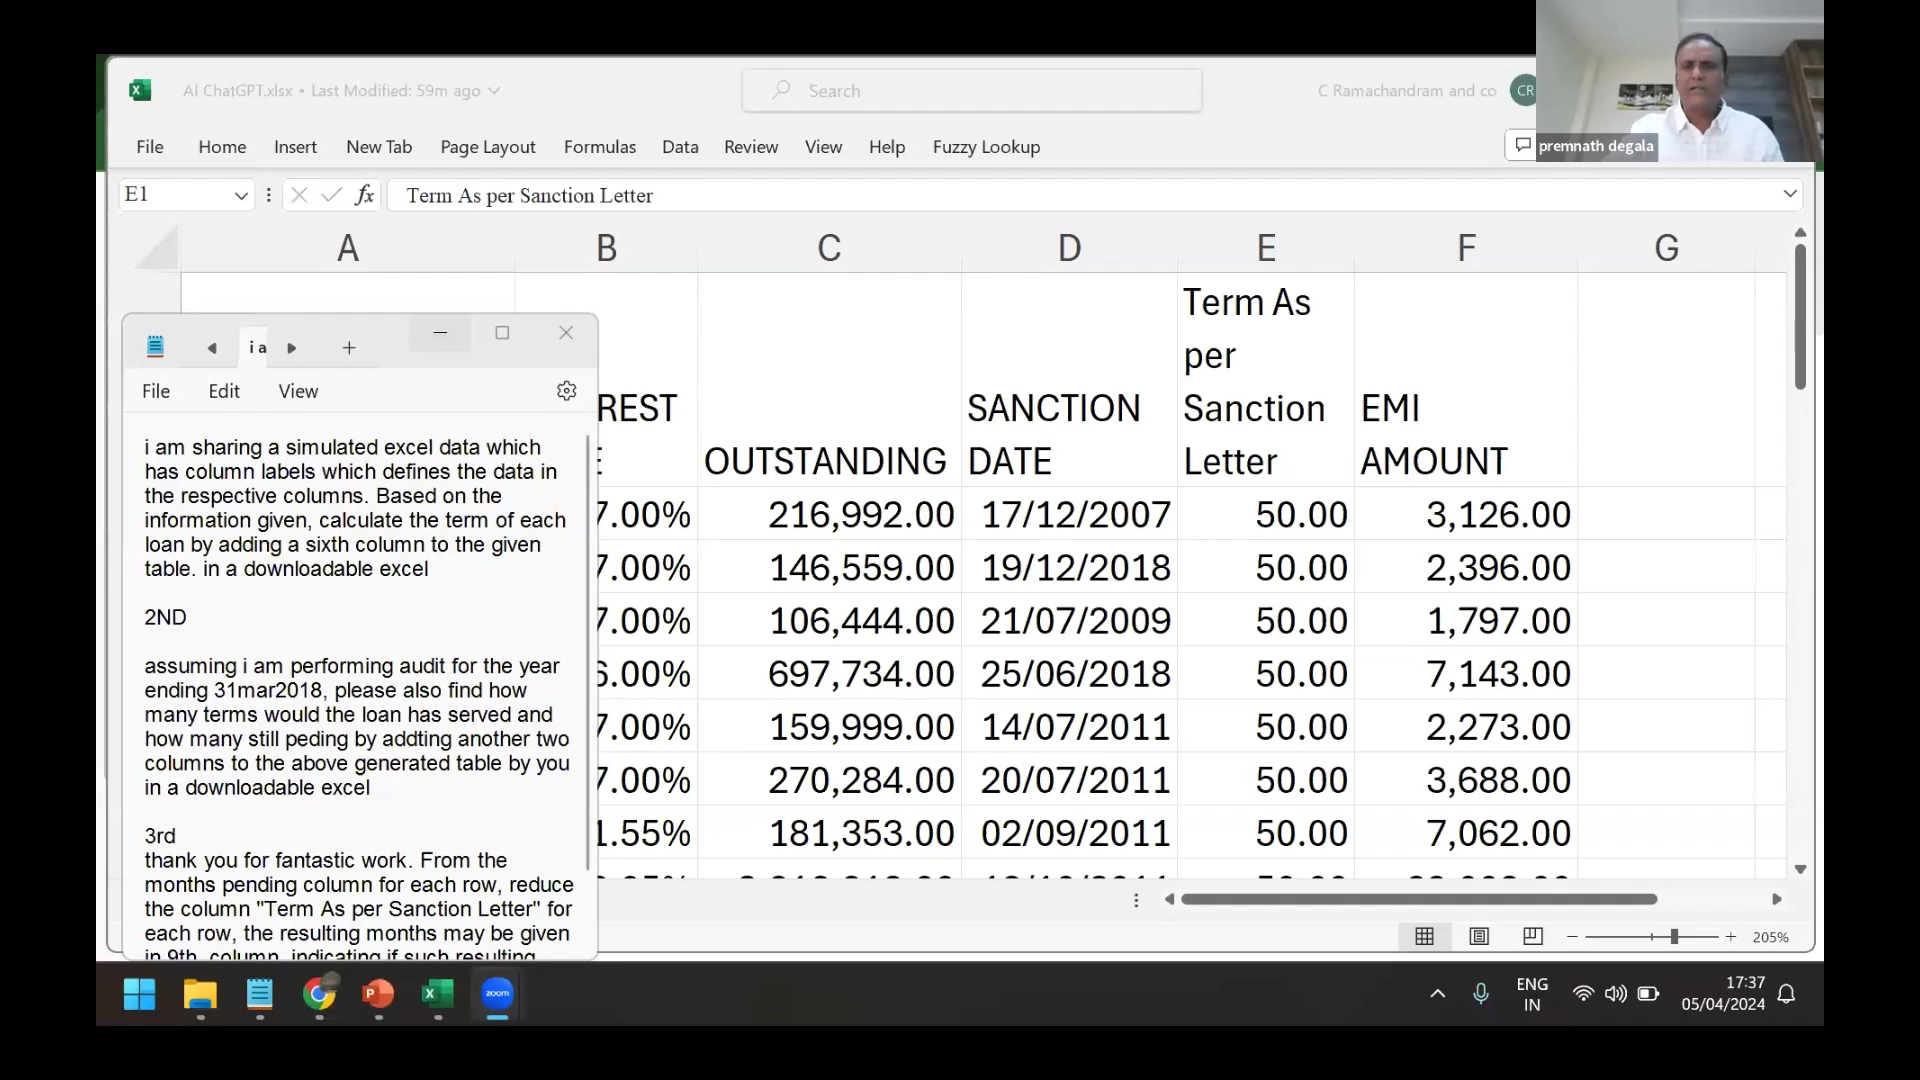 AI ChatGPT.xlsx • Last Modified: 59m ago
Search
C Ramachandram and co
CR
premnath degala
File Home Insert New Tab Page Layout Formulas Data Review View Help Fuzzy Lookup
E1
fx
Term As per Sanction Letter
A B C D E F G
REST
OUTSTANDING
SANCTION
DATE
Term As
per
Sanction
Letter
EMI
AMOUNT
7.00% 216,992.00 17/12/2007 50.00 3,126.00
7.00% 146,559.00 19/12/2018 50.00 2,396.00
7.00% 106,444.00 21/07/2009 50.00 1,797.00
6.00% 697,734.00 25/06/2018 50.00 7,143.00
7.00% 159,999.00 14/07/2011 50.00 2,273.00
7.00% 270,284.00 20/07/2011 50.00 3,688.00
1.55% 181,353.00 02/09/2011 50.00 7,062.00
i a
File Edit View
i am sharing a simulated excel data which
has column labels which defines the data in
the respective columns. Based on the
information given, calculate the term of each
loan by adding a sixth column to the given
table. in a downloadable excel
2ND
assuming i am performing audit for the year
ending 31mar2018, please also find how
many terms would the loan has served and
how many still peding by addting another two
columns to the above generated table by you
in a downloadable excel
3rd
thank you for fantastic work. From the
months pending column for each row, reduce
the column "Term As per Sanction Letter" for
each row, the resulting months may be given
in 9th column, indicating if such resulting
205%
zoom
ENG
IN
17:37
05/04/2024